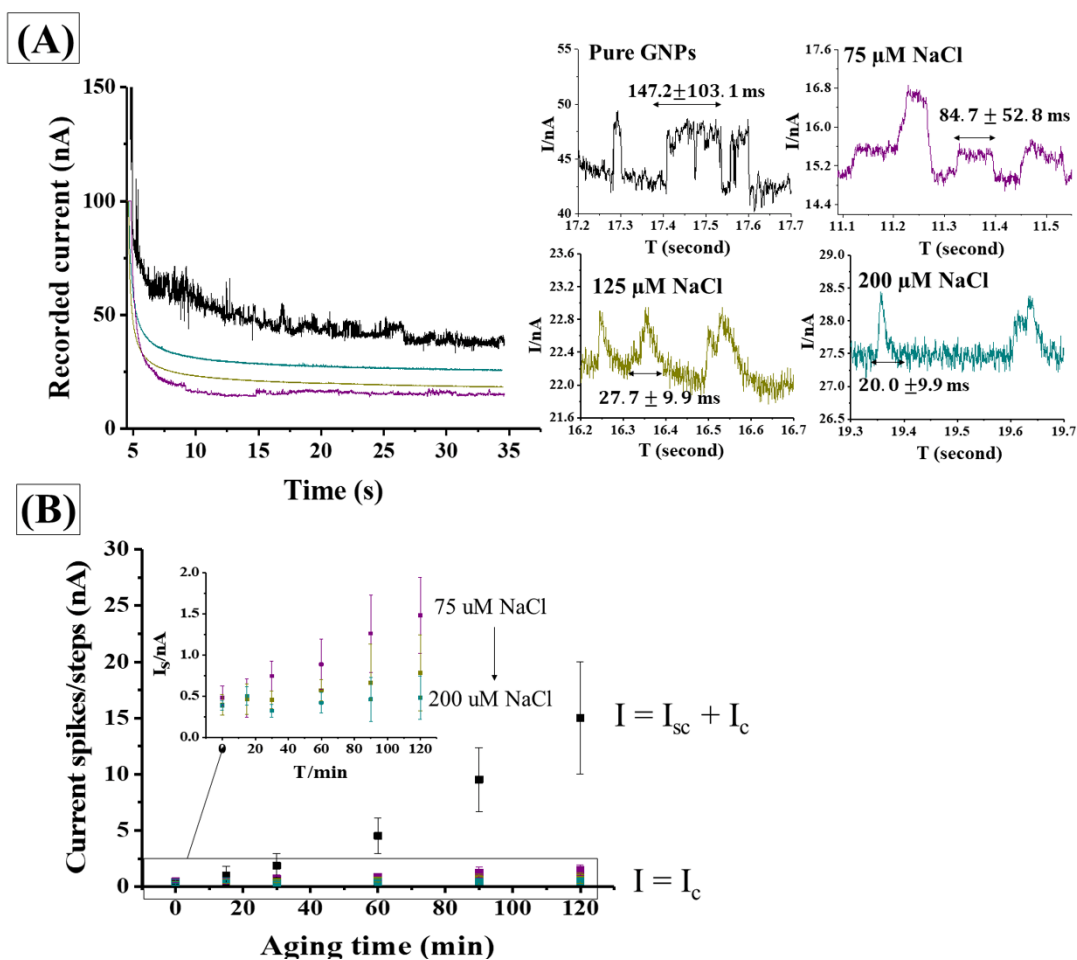 (A)
Recorded current (nA)
150
100
50
0
5 10 15 20 25 30 35
Time (s)
Pure GNPs
147.2±103.1 ms
I/nA
55
50
45
40
17.2 17.3 17.4 17.5 17.6 17.7
T (second)
75 μM NaCl
84.7 ± 52.8 ms
I/nA
17.6
16.8
16.0
15.2
14.4
11.1 11.2 11.3 11.4 11.5
T (second)
125 μM NaCl
27.7 ± 9.9 ms
I/nA
23.6
22.8
22.4
22.0
21.6
16.2 16.3 16.4 16.5 16.6 16.7
T (second)
200 μM NaCl
20.0 ±9.9 ms
I/nA
29.0
28.5
28.0
27.5
27.0
26.5
19.3 19.4 19.5 19.6 19.7
T (second)
(B)
Current spikes/steps (nA)
30
25
20
15
10
5
0
0 20 40 60 80 100 120
Aging time (min)
Is/nA
2.0
1.5
1.0
0.5
0.0
0 20 40 60 80 100 120
T/min
75 uM NaCl
200 uM NaCl
I = Isc + Ic
I = Ic